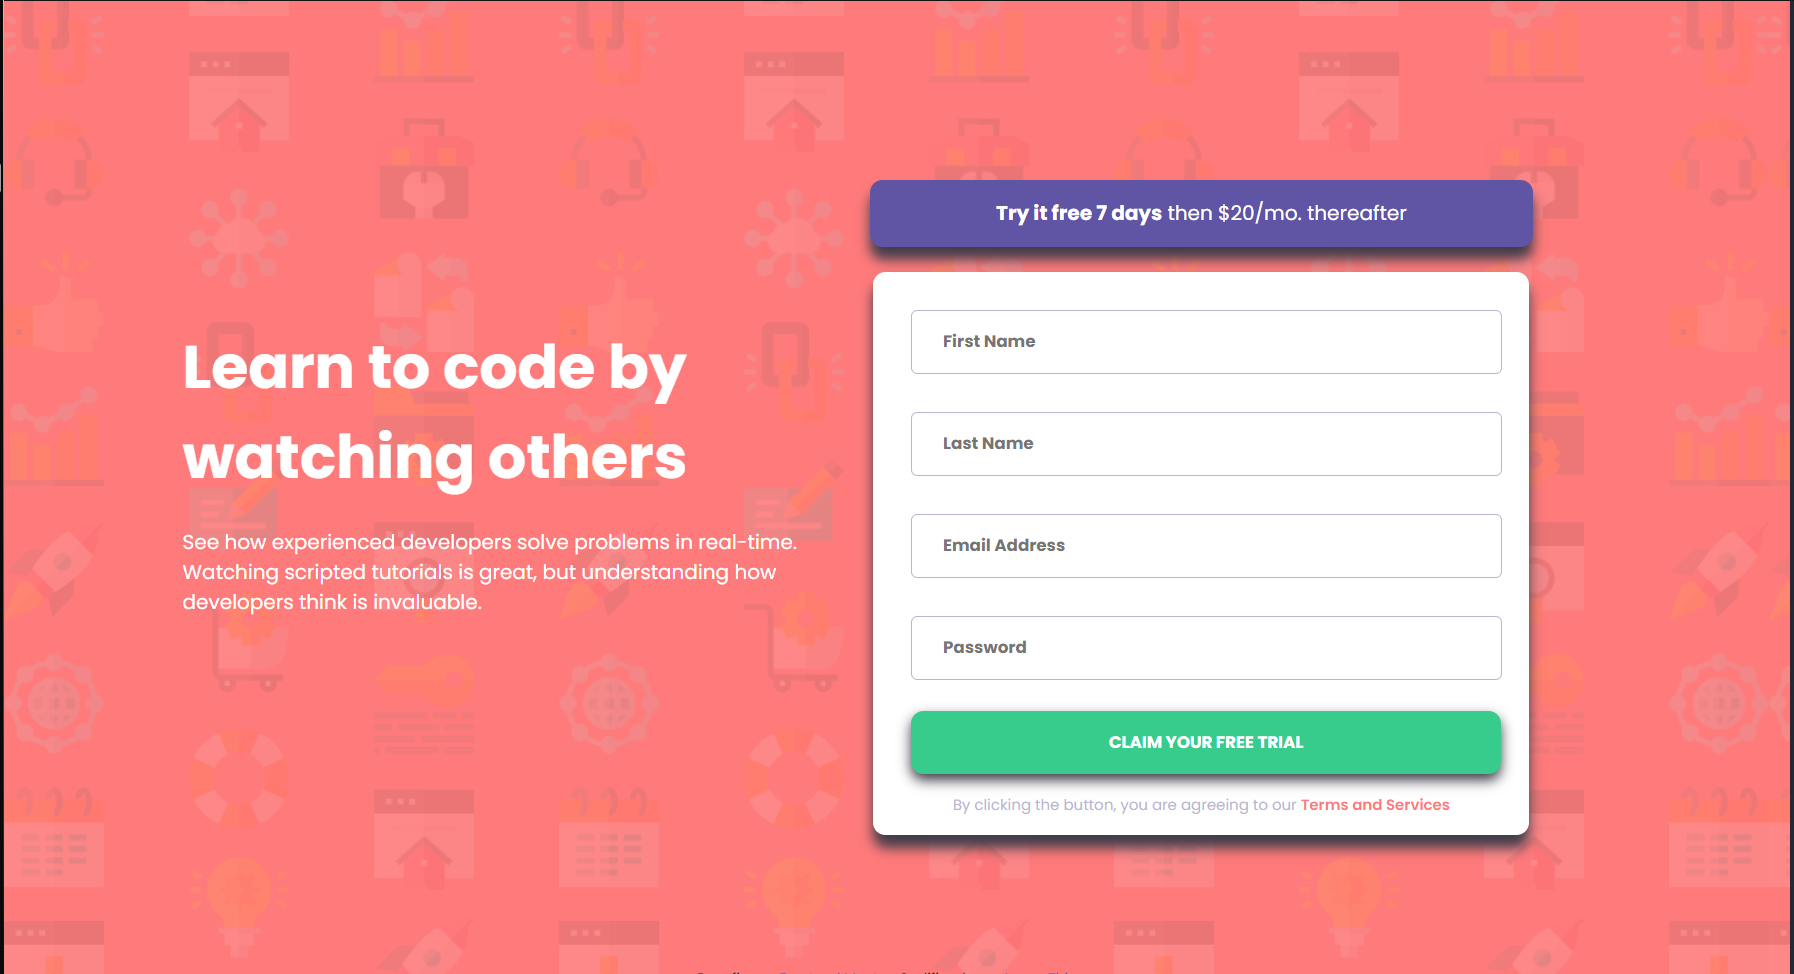 Learn to code by
watching others
See how experienced developers solve problems in real-time.
Watching scripted tutorials is great, but understanding how
developers think is invaluable.
Try it free 7 days then $20/mo. thereafter
First Name
Last Name
Email Address
Password
CLAIM YOUR FREE TRIAL
By clicking the button, you are agreeing to our Terms and Services